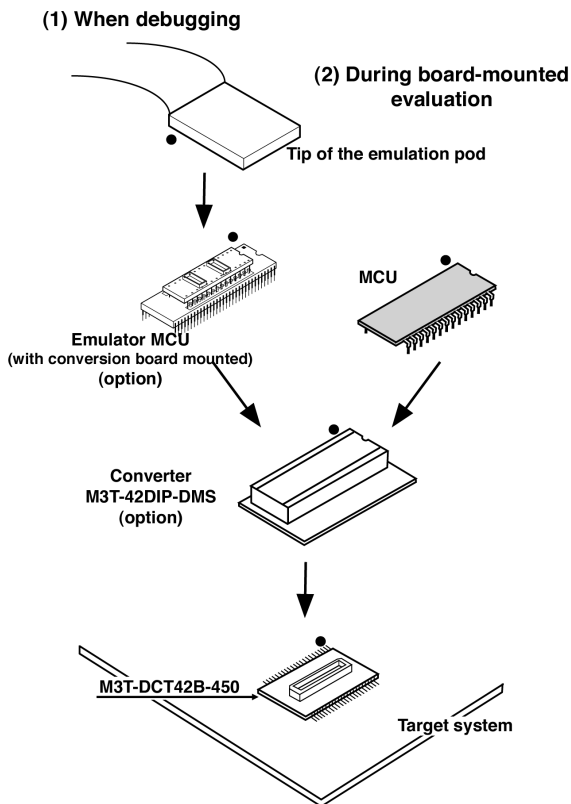 (1) When debugging
(2) During board-mounted
evaluation
Tip of the emulation pod
MCU
Emulator MCU
(with conversion board mounted)
(option)
Converter
M3T-42DIP-DMS
(option)
M3T-DCT42B-450
Target system